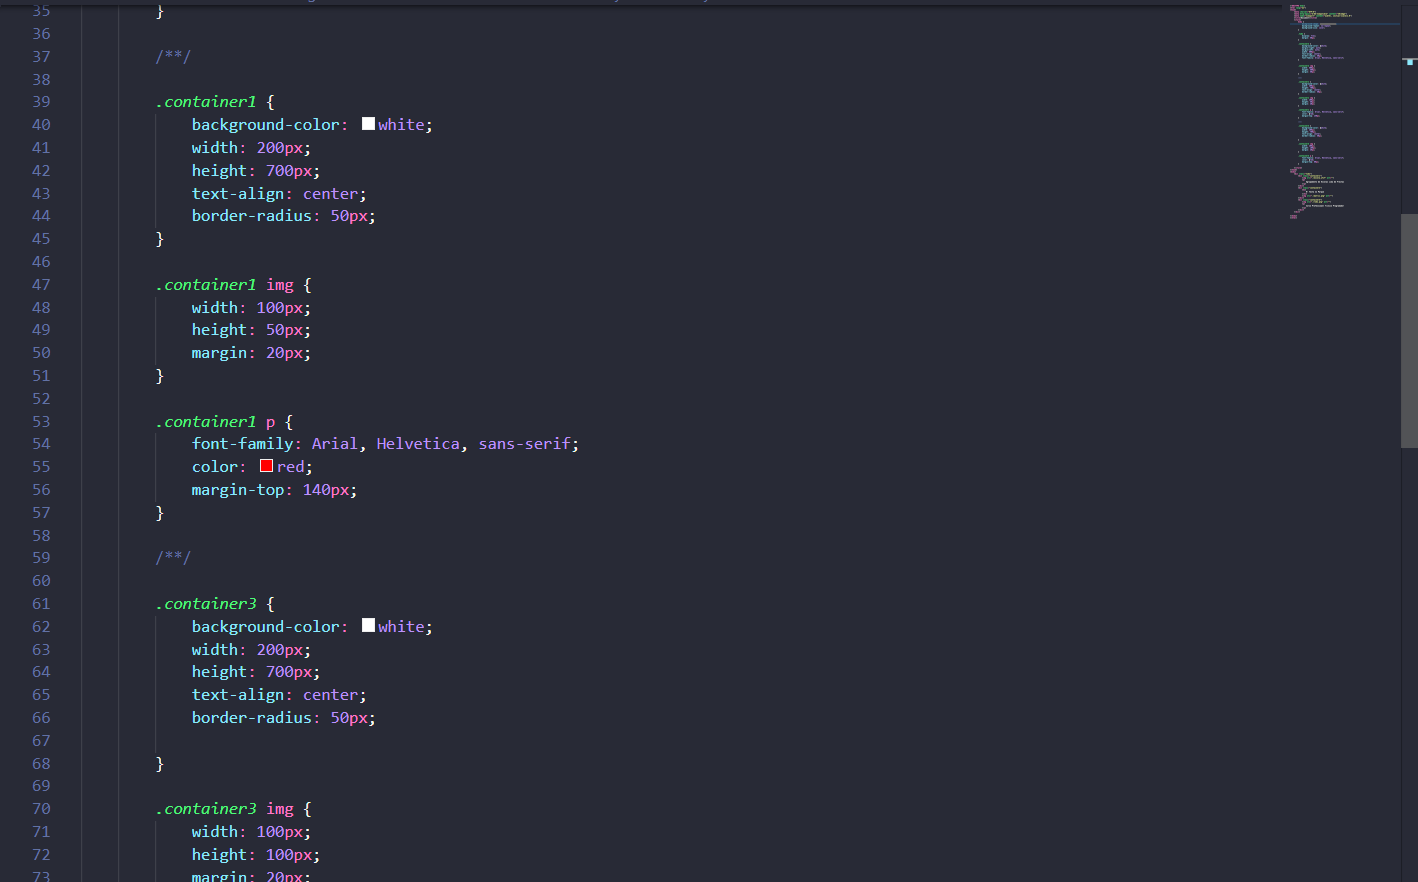 35 }
36
37 /**/
38
39 .container1 {
40 background-color: white;
41 width: 200px;
42 height: 700px;
43 text-align: center;
44 border-radius: 50px;
45 }
46
47 .container1 img {
48 width: 100px;
49 height: 50px;
50 margin: 20px;
51 }
52
53 .container1 p {
54 font-family: Arial, Helvetica, sans-serif;
55 color: red;
56 margin-top: 140px;
57 }
58
59 /**/
60
61 .container3 {
62 background-color: white;
63 width: 200px;
64 height: 700px;
65 text-align: center;
66 border-radius: 50px;
67
68 }
69
70 .container3 img {
71 width: 100px;
72 height: 100px;
73 margin: 20px;